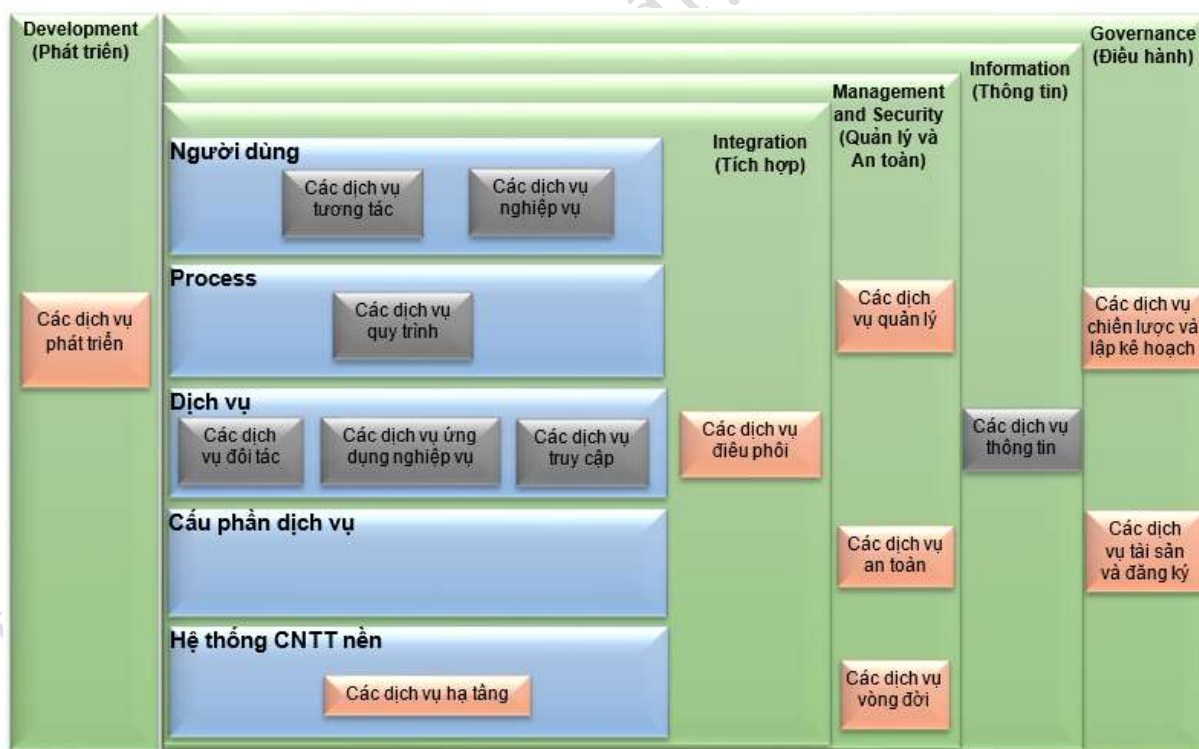 Development
(Phát triển)
Governance
(Điều hành)
Information
(Thông tin)
Management
and Security
(Quản lý và
An toàn)
Integration
(Tích hợp)
Người dùng
Các dịch vụ
tương tác
Các dịch vụ
nghiệp vụ
Process
Các dịch vụ
quy trình
Các dịch
vụ quản lý
Các dịch vụ
chiến lược và
lập kế hoạch
Các dịch vụ
phát triển
Dịch vụ
Các dịch
vụ đối tác
Các dịch vụ ứng
dụng nghiệp vụ
Các dịch vụ
truy cập
Các dịch vụ
điều phối
Các dịch vụ
thông tin
Cấu phần dịch vụ
Các dịch vụ
an toàn
Các dịch
vụ tài sản
và đăng ký
Hệ thống CNTT nền
Các dịch vụ hạ tầng
Các dịch vụ
vòng đời